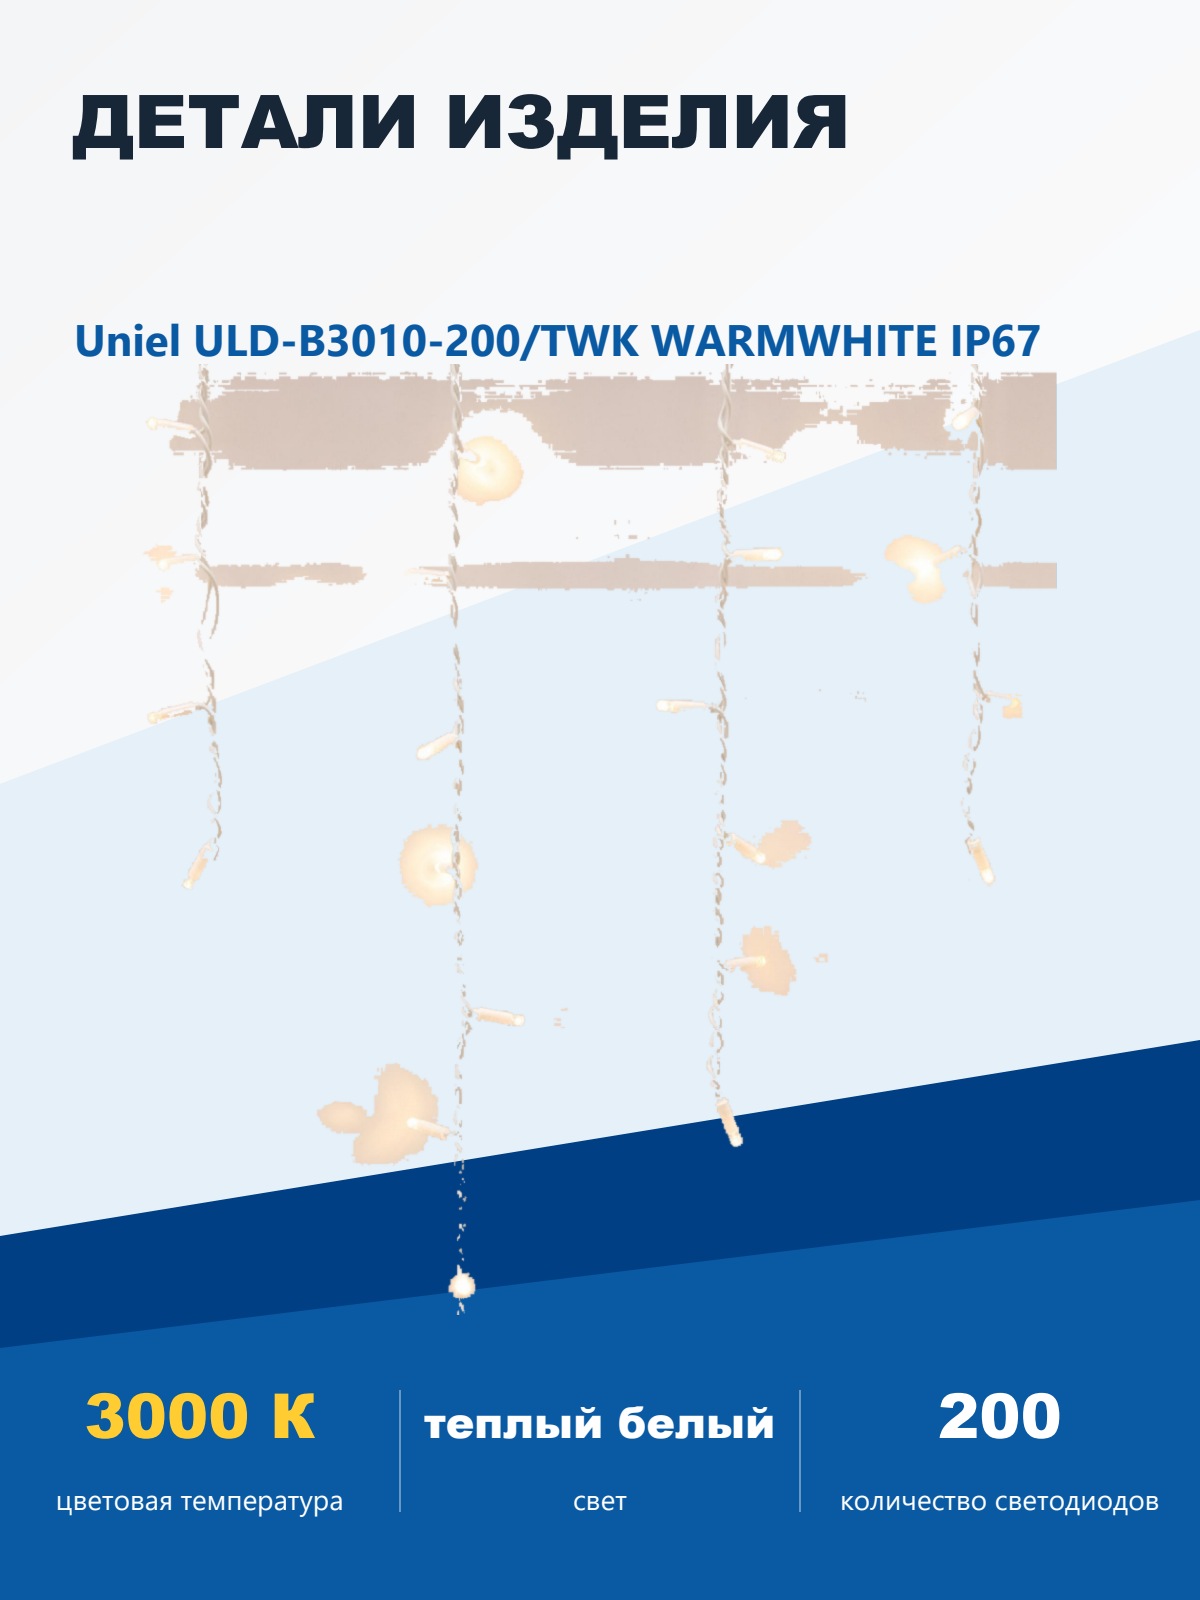 ДЕТАЛИ ИЗДЕЛИЯ
Uniel ULD-B3010-200/TWK WARMWHITE IP67
3000 К
теплый белый
200
цветовая температура
свет
количество светодиодов